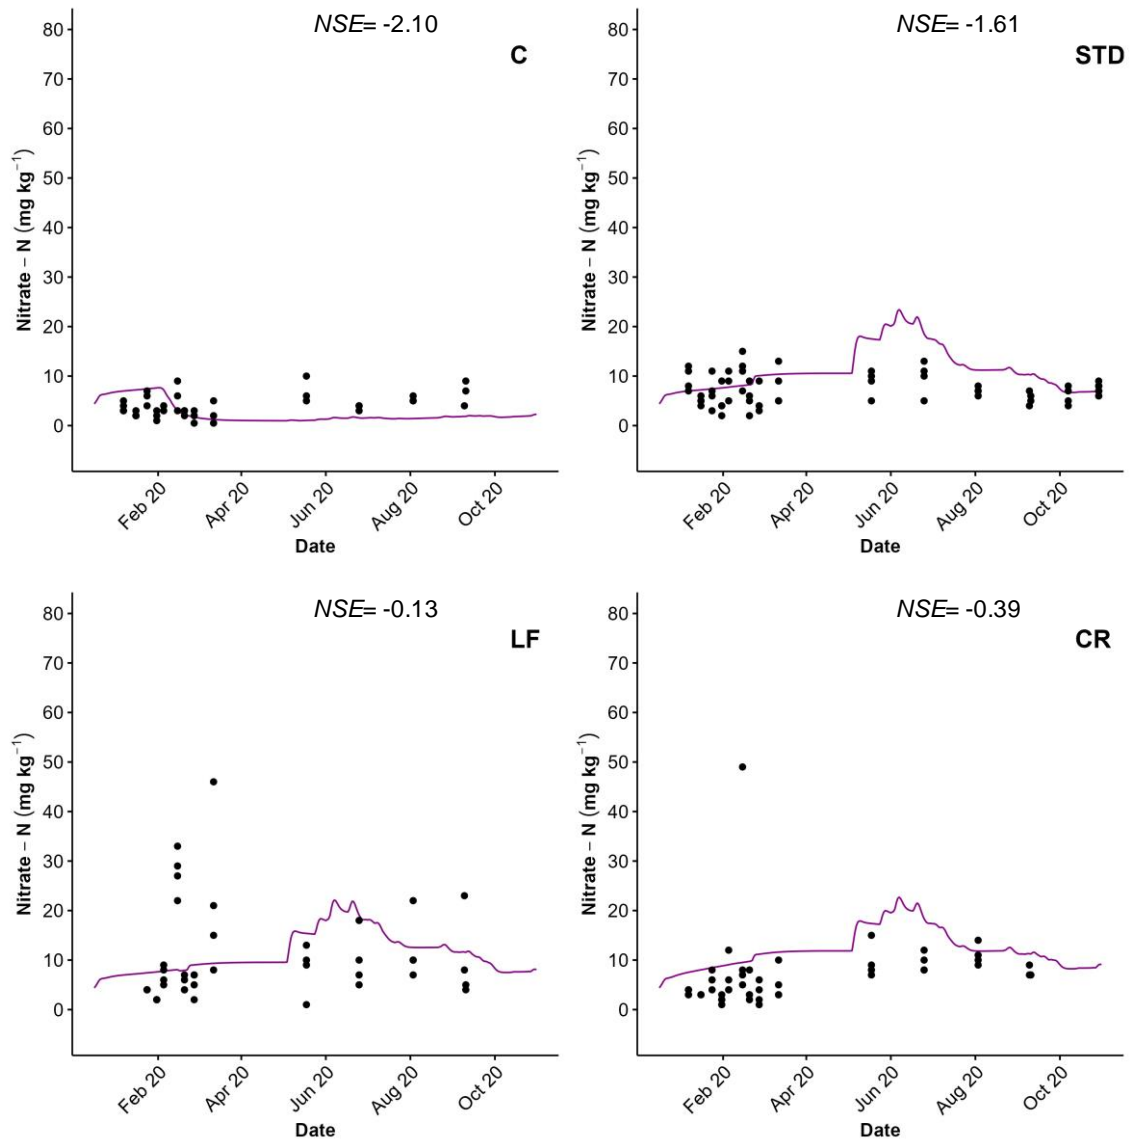 NSE= -2.10
C
80
70
60
50
40
30
20
10
0
Nitrate – N (mg kg⁻¹)
Feb 20 Apr 20 Jun 20 Aug 20 Oct 20
Date
NSE= -1.61
STD
80
70
60
50
40
30
20
10
0
Nitrate – N (mg kg⁻¹)
Feb 20 Apr 20 Jun 20 Aug 20 Oct 20
Date
NSE= -0.13
LF
80
70
60
50
40
30
20
10
0
Nitrate – N (mg kg⁻¹)
Feb 20 Apr 20 Jun 20 Aug 20 Oct 20
Date
NSE= -0.39
CR
80
70
60
50
40
30
20
10
0
Nitrate – N (mg kg⁻¹)
Feb 20 Apr 20 Jun 20 Aug 20 Oct 20
Date